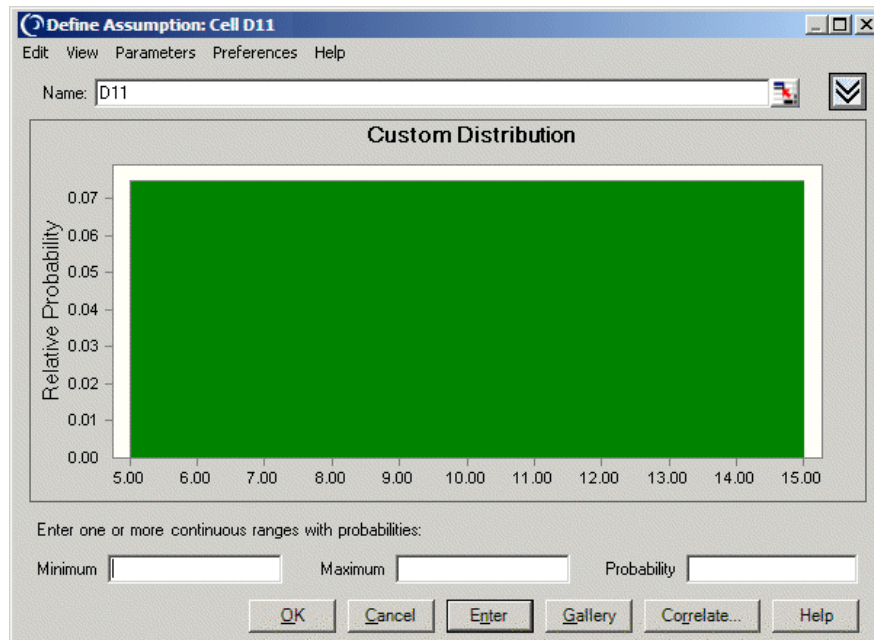 Define Assumption: Cell D11
Edit View Parameters Preferences Help
Name: D11
Custom Distribution
Relative Probability
0.07
0.06
0.05
0.04
0.03
0.02
0.01
0.00
5.00 6.00 7.00 8.00 9.00 10.00 11.00 12.00 13.00 14.00 15.00
Enter one or more continuous ranges with probabilities:
Minimum Maximum Probability
OK Cancel Enter Gallery Correlate... Help